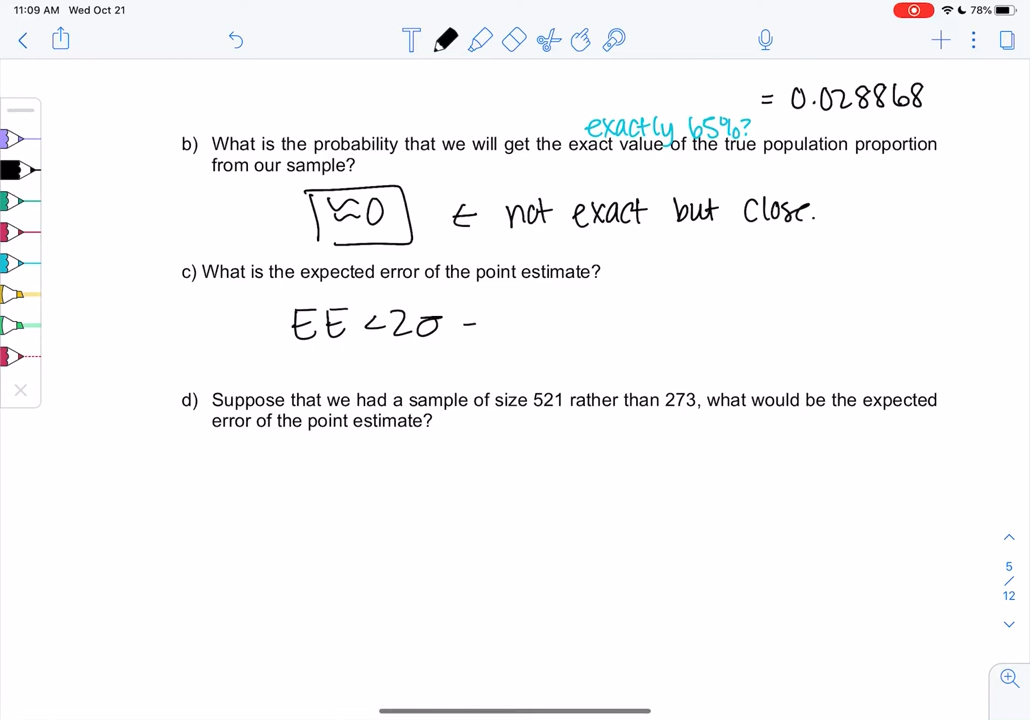 11:09 AM Wed Oct 21
78%
T
= 0.028868
exactly 65%?
b) What is the probability that we will get the exact value of the true population proportion
from our sample?
≈0 ← not exact but close.
c) What is the expected error of the point estimate?
EE <2σ -
d) Suppose that we had a sample of size 521 rather than 273, what would be the expected
error of the point estimate?
5
/
12